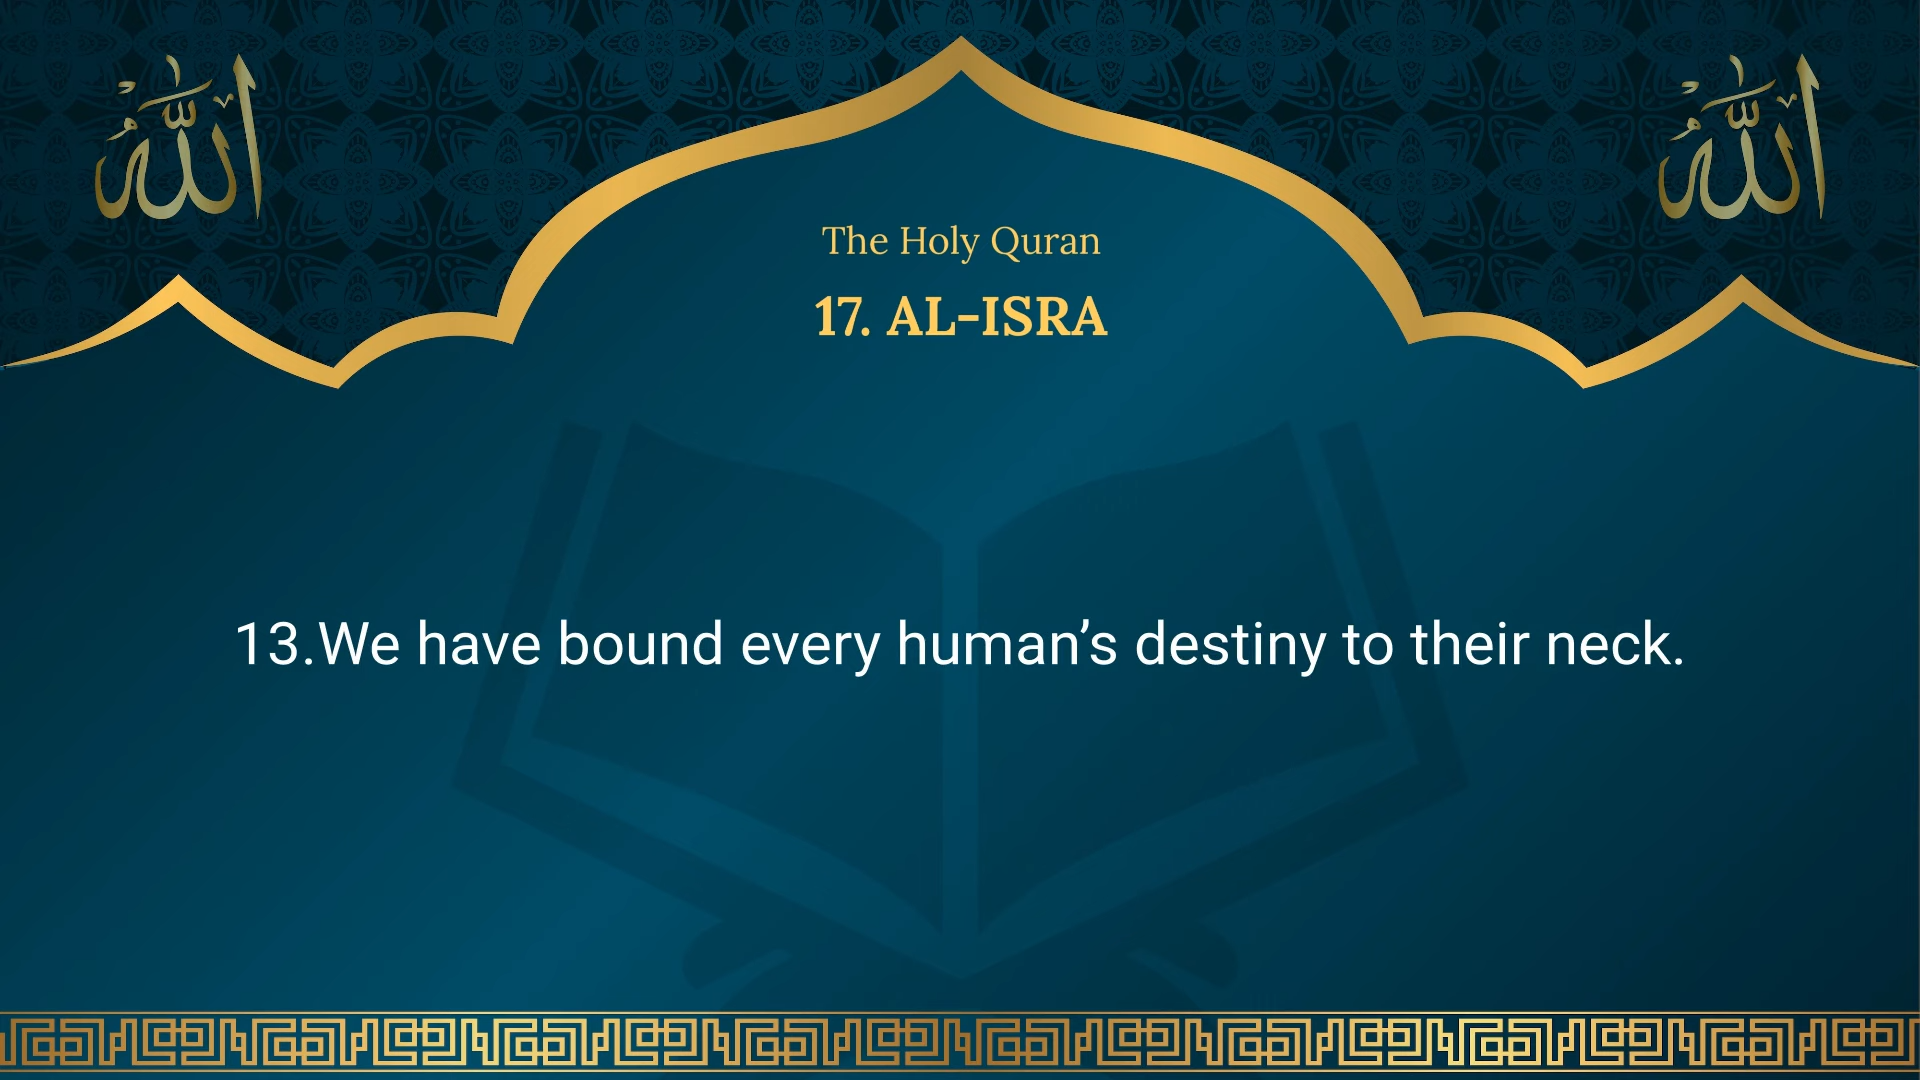 الله
الله
The Holy Quran
17. AL-ISRA
13.We have bound every human’s destiny to their neck.